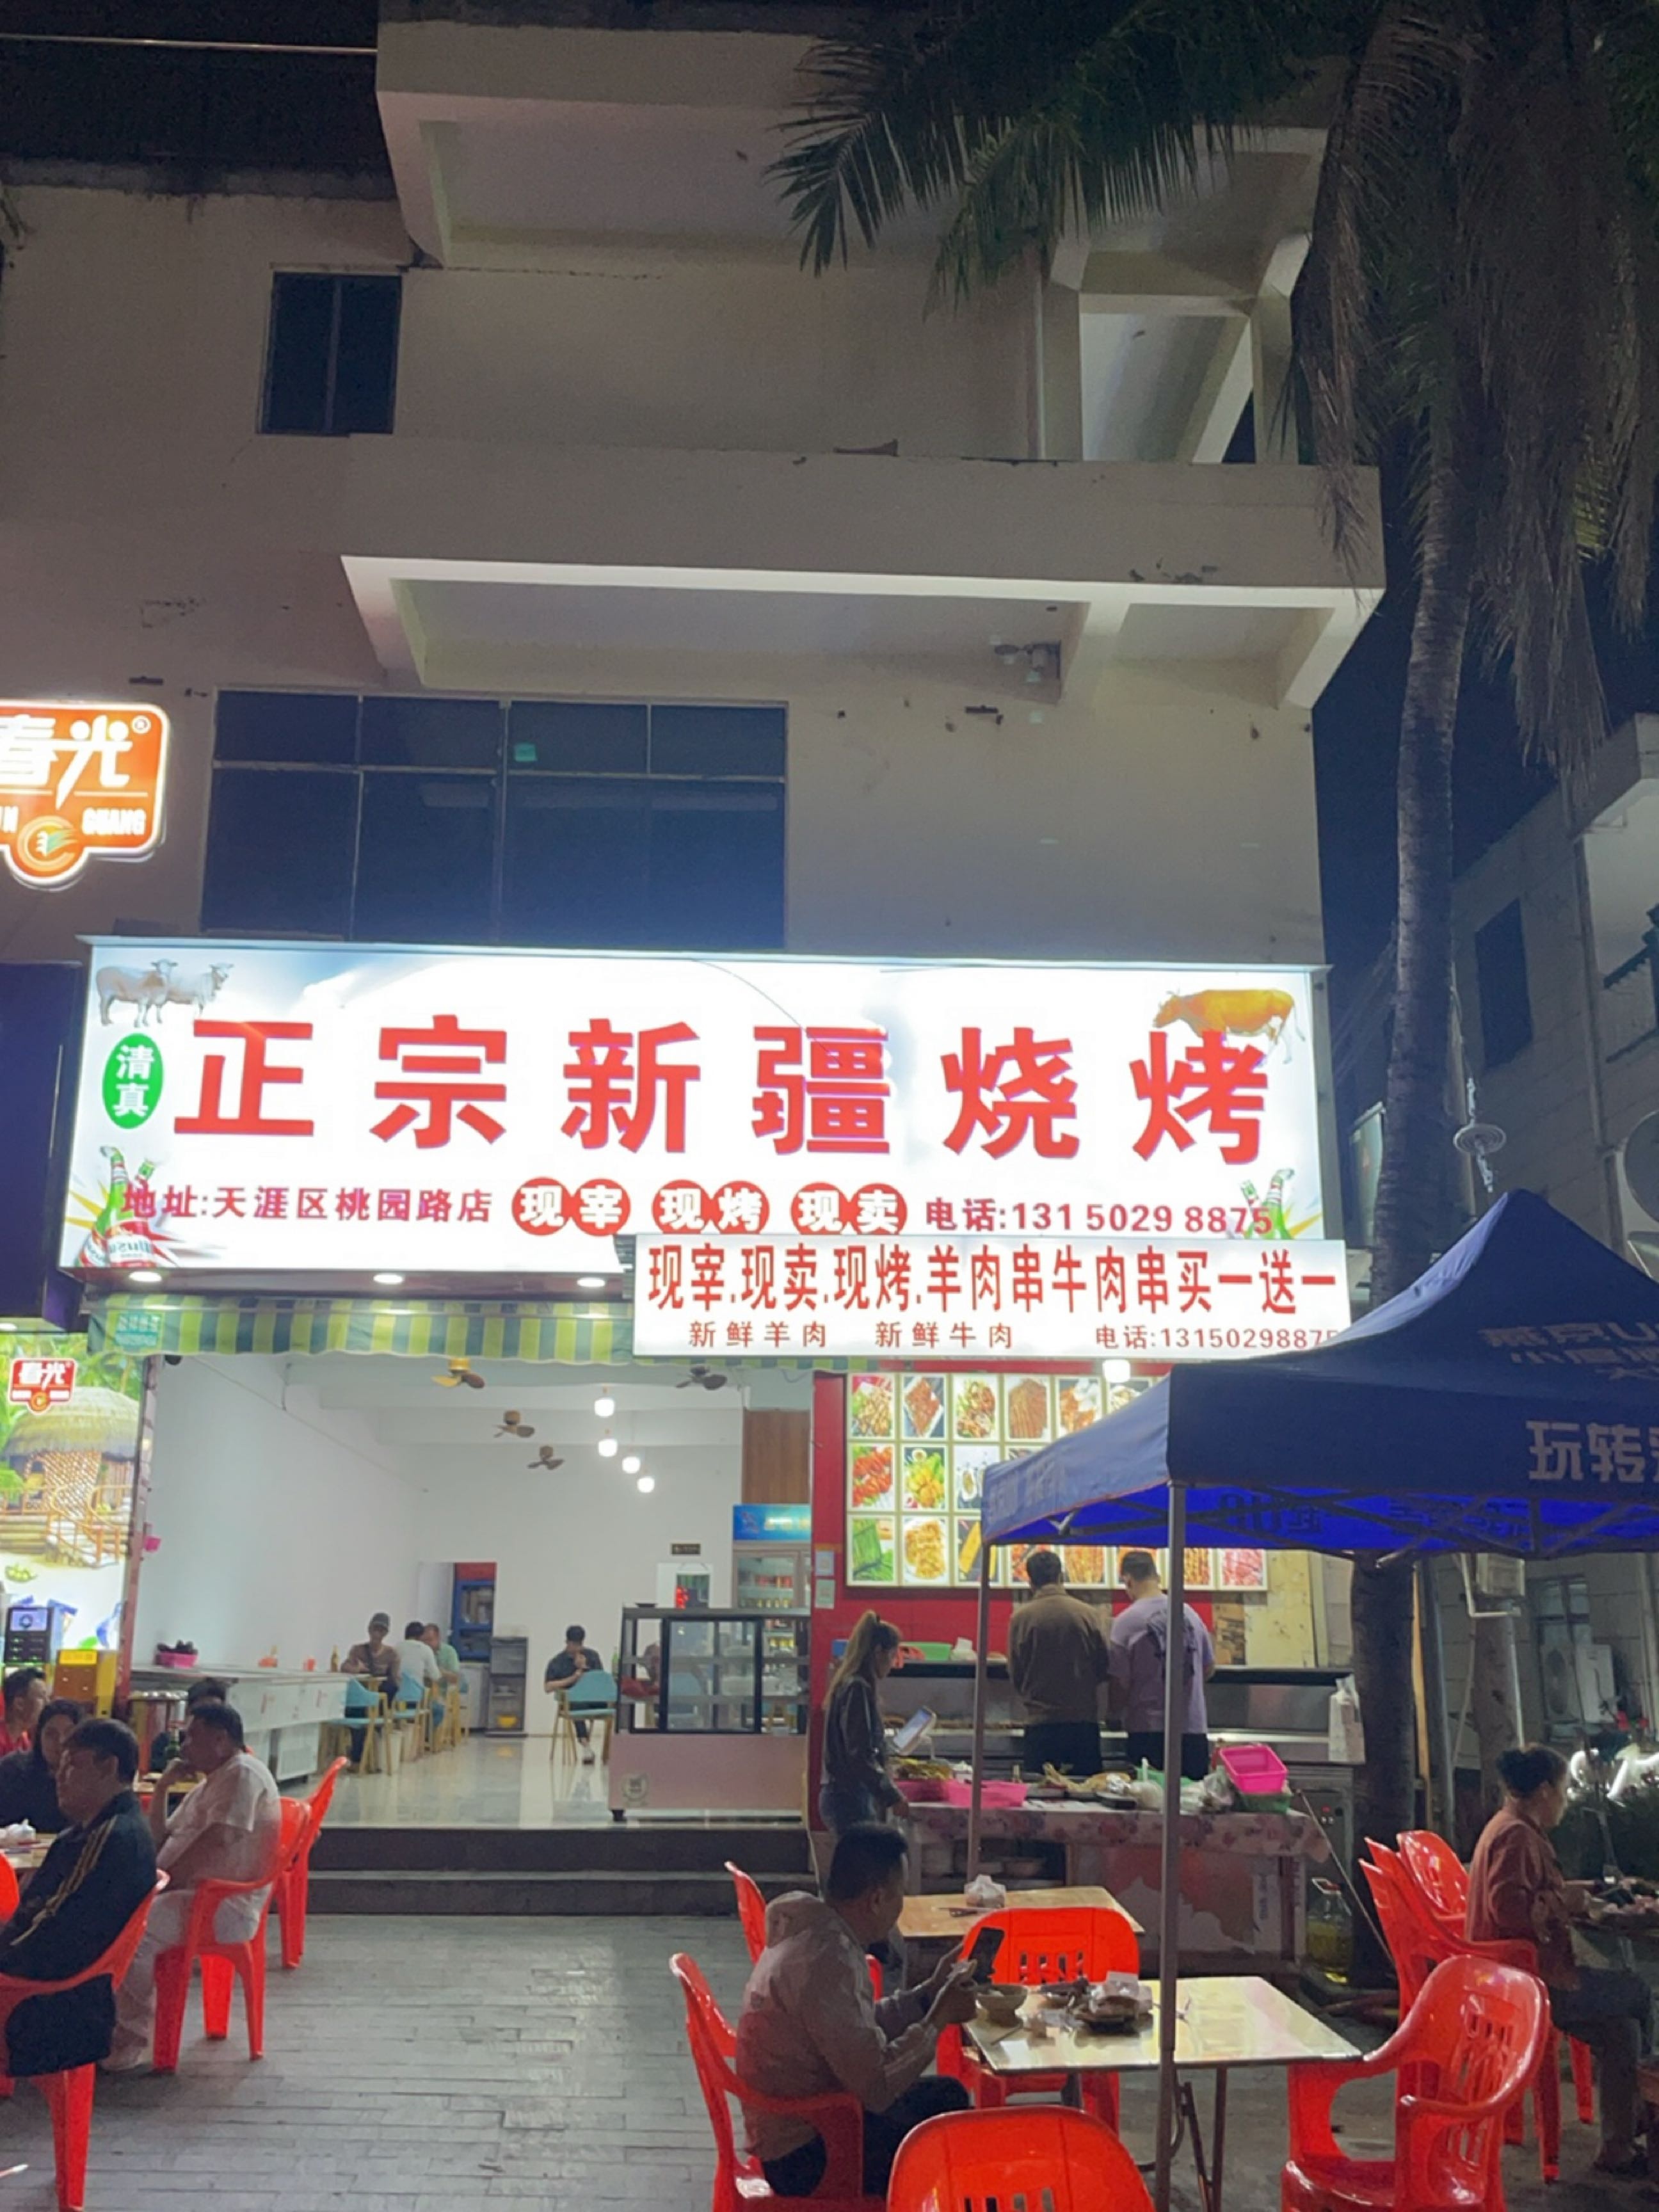 春光®
GUANG
清真
正宗新疆烧烤
地址:天涯区桃园路店 现宰 现烤 现卖 电话:131 5029 8875
现宰.现卖.现烤.羊肉串牛肉串买一送一
新鲜羊肉 新鲜牛肉 电话:13150298875
春光
玩转